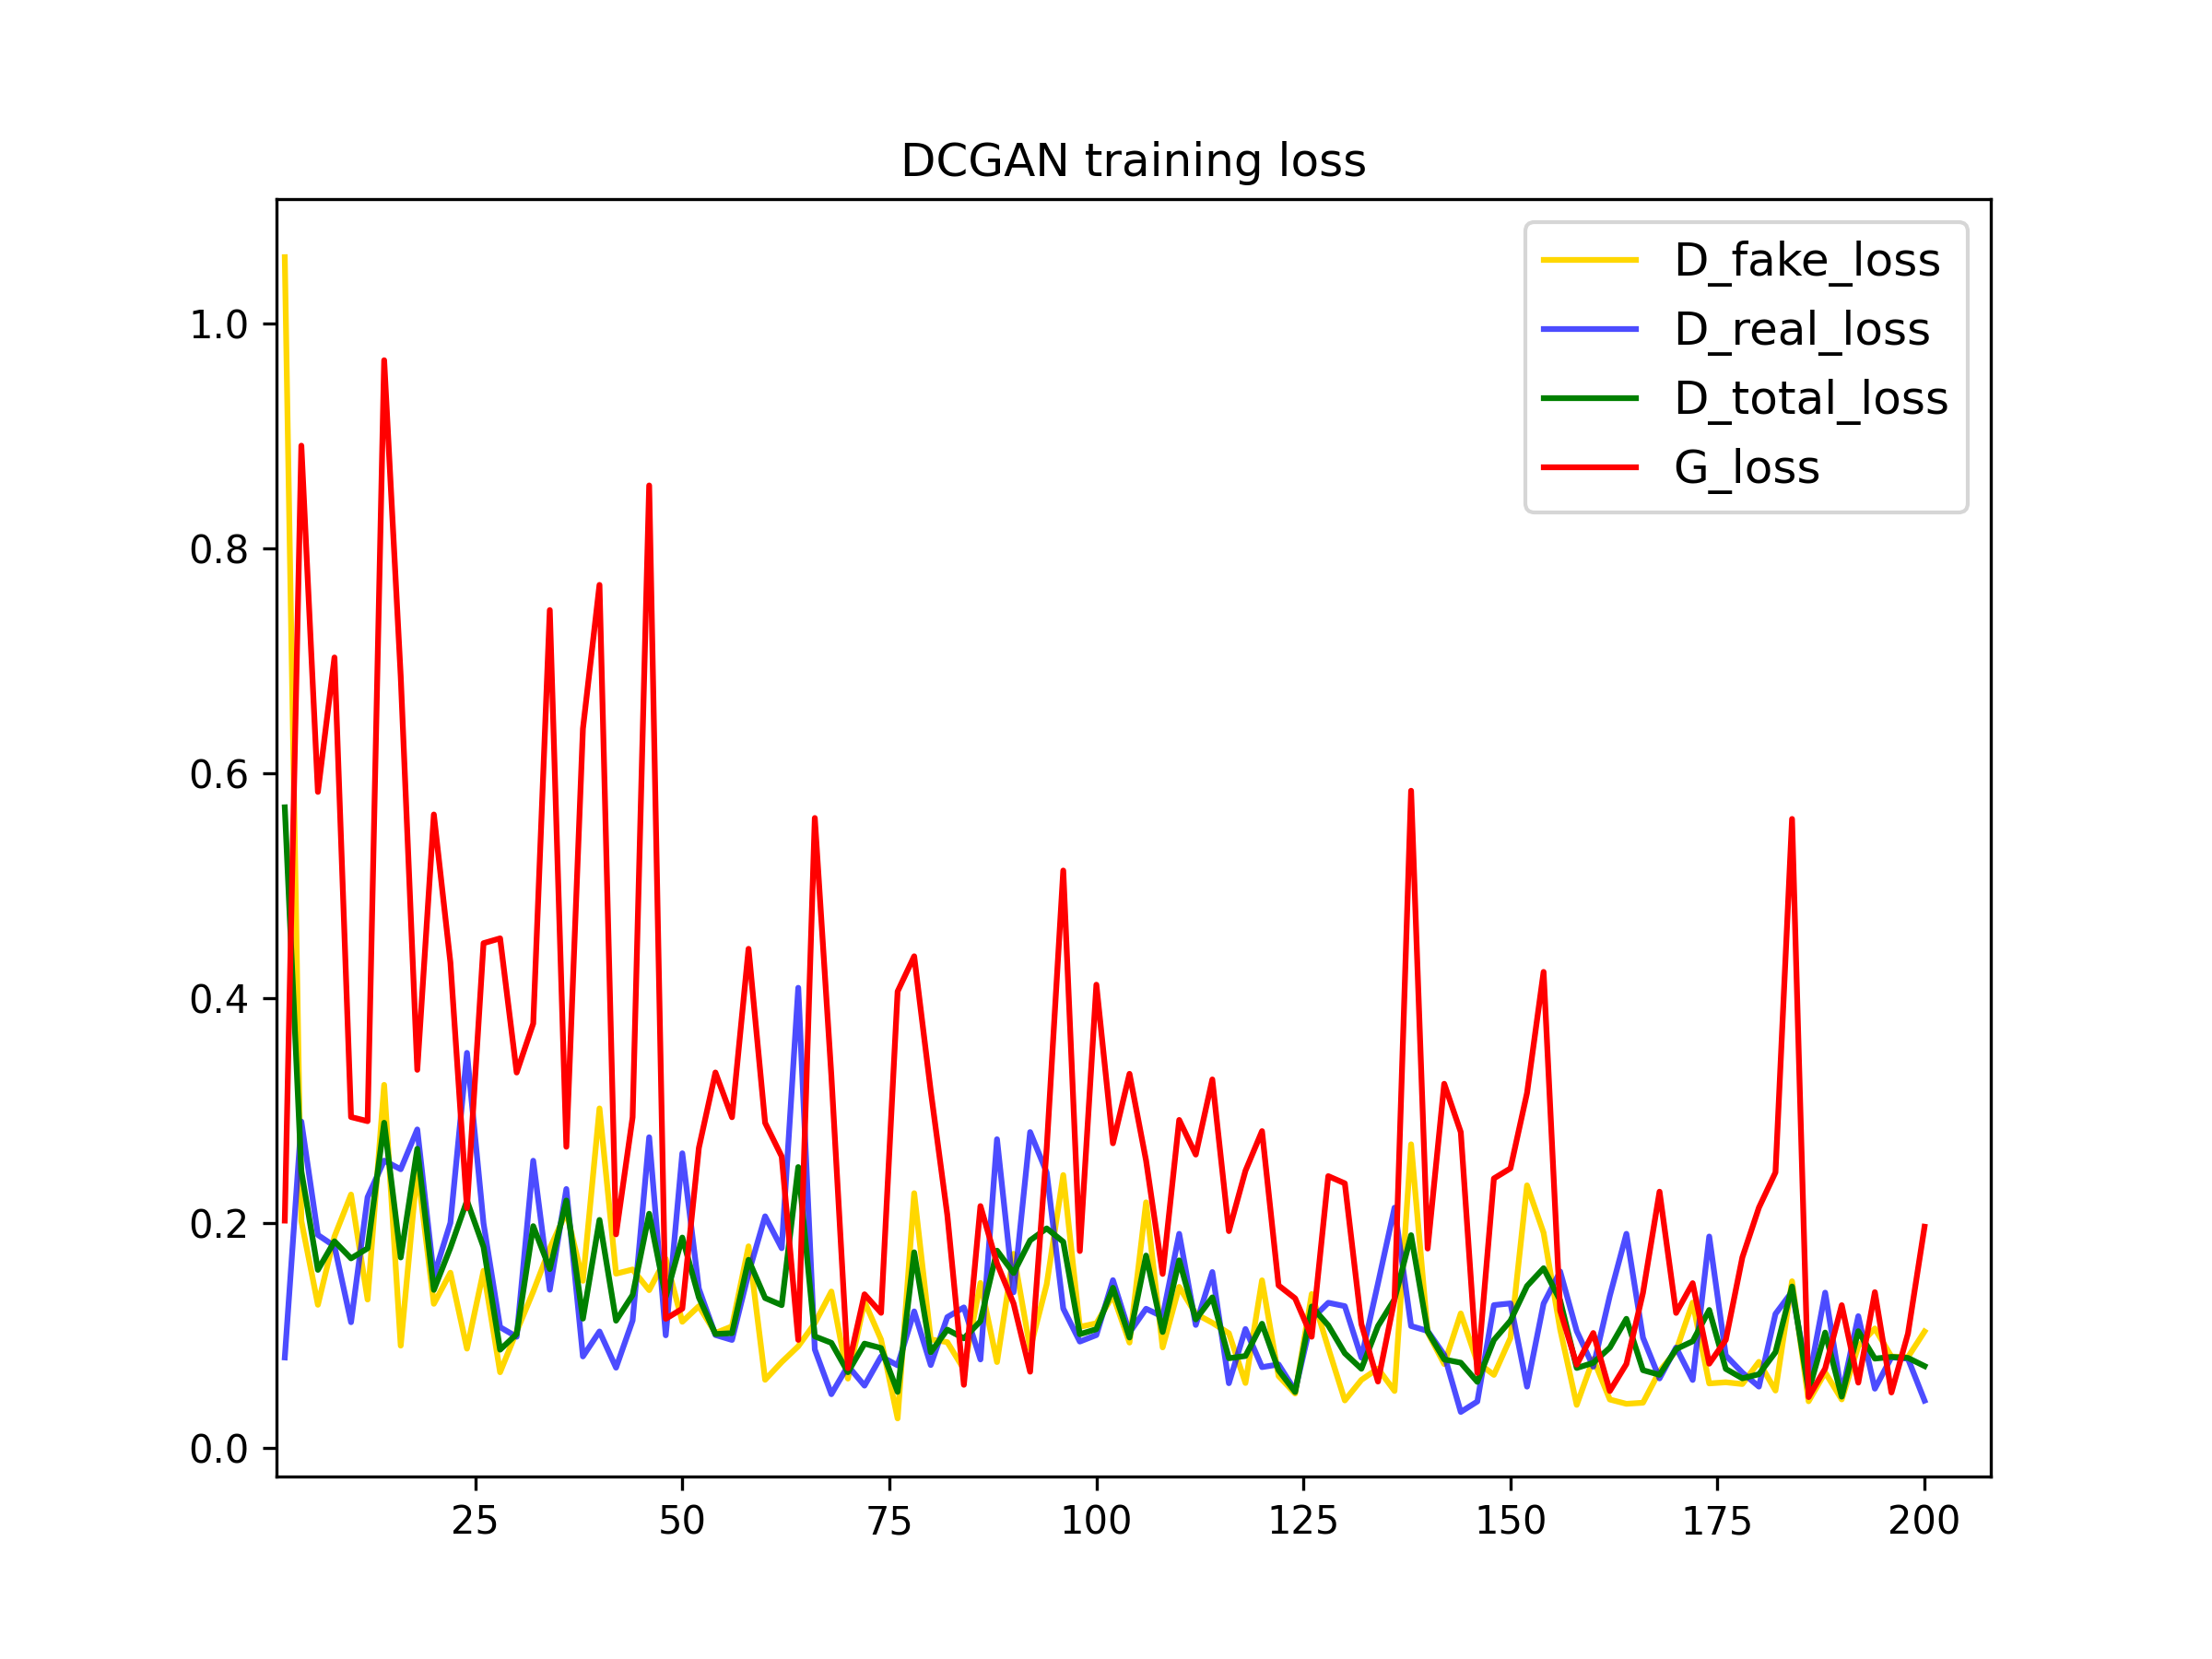 DCGAN training loss
D_fake_loss
D_real_loss
D_total_loss
G_loss
1.0
0.8
0.6
0.4
0.2
0.0
25 50 75 100 125 150 175 200